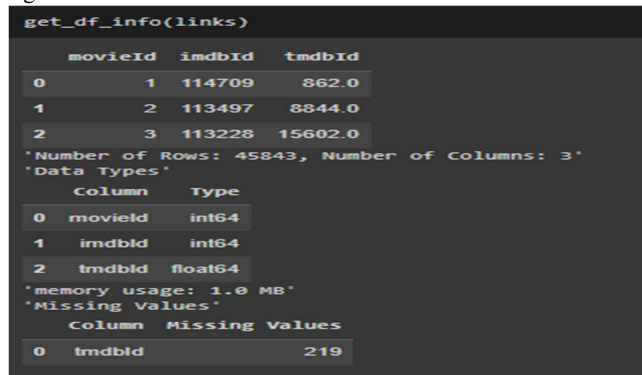 get_df_info(links)
movieId imdbId tmdbId
0 1 114709 862.0
1 2 113497 8844.0
2 3 113228 15602.0
'Number of Rows: 45843, Number of Columns: 3'
'Data Types'
Column Type
0 movieId int64
1 imdbId int64
2 tmdbId float64
'memory usage: 1.0 MB'
'Missing Values'
Column Missing Values
0 tmdbId 219